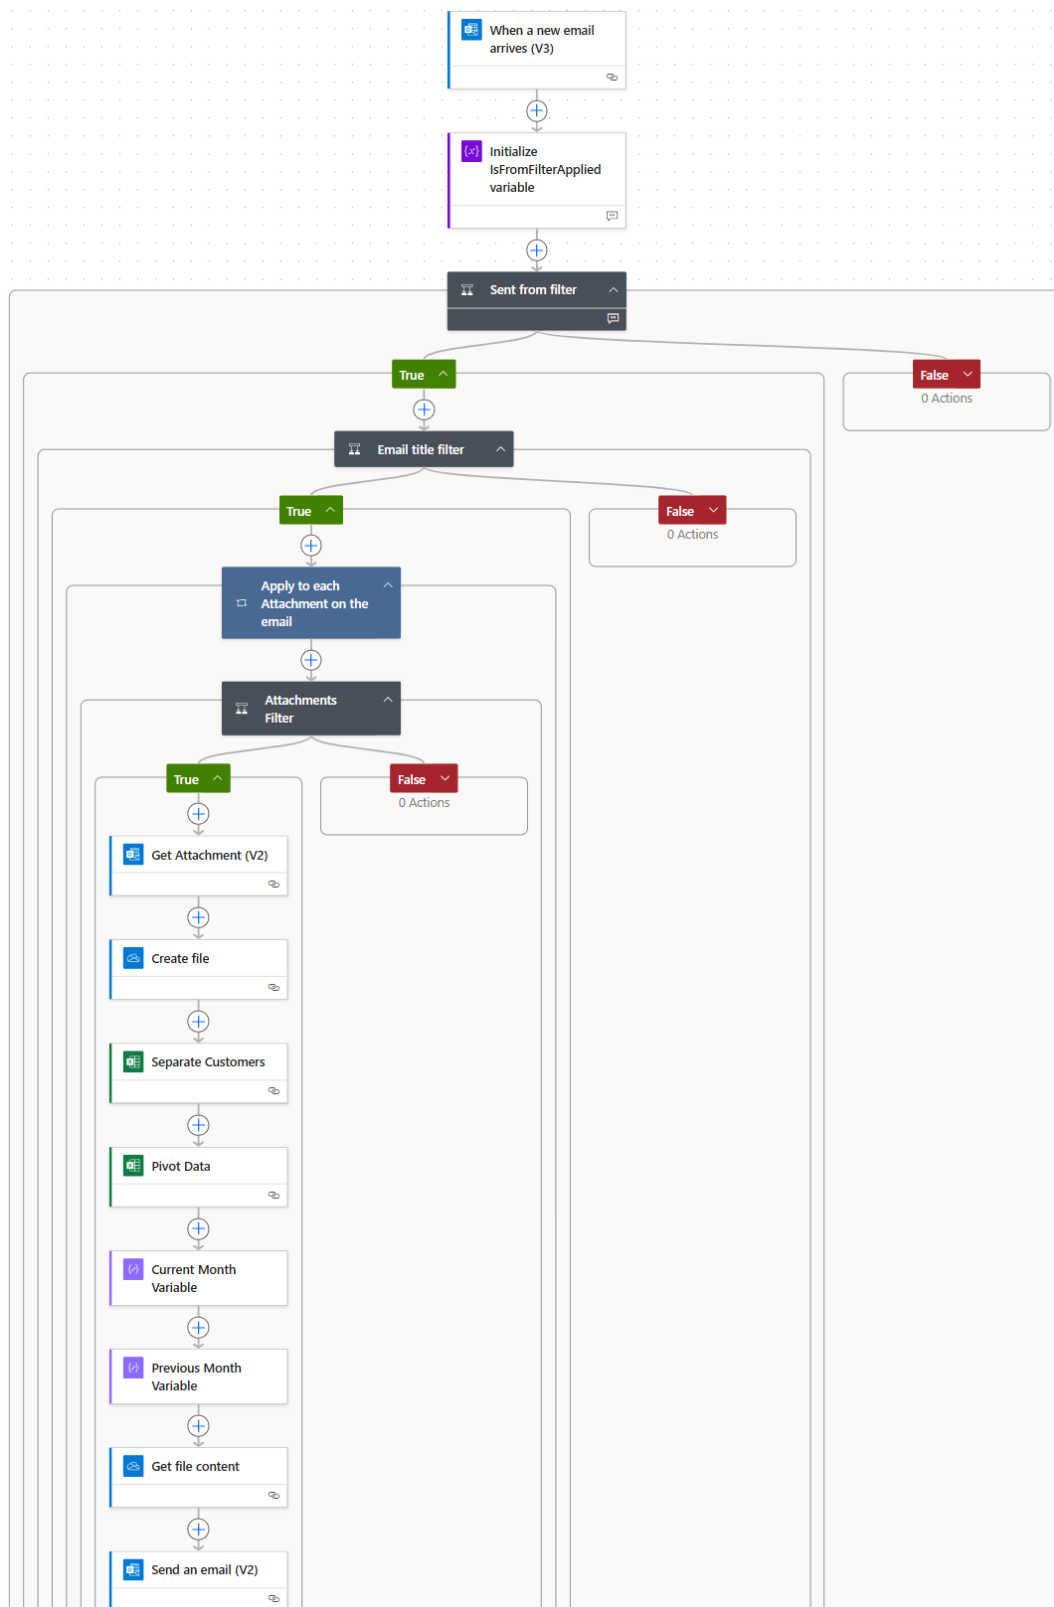 When a new email
arrives (V3)
Initialize
IsFromFilterApplied
variable
Sent from filter
True
False
0 Actions
Email title filter
True
False
0 Actions
Apply to each
Attachment on the
email
Attachments
Filter
True
False
0 Actions
Get Attachment (V2)
Create file
Separate Customers
Pivot Data
Current Month
Variable
Previous Month
Variable
Get file content
Send an email (V2)